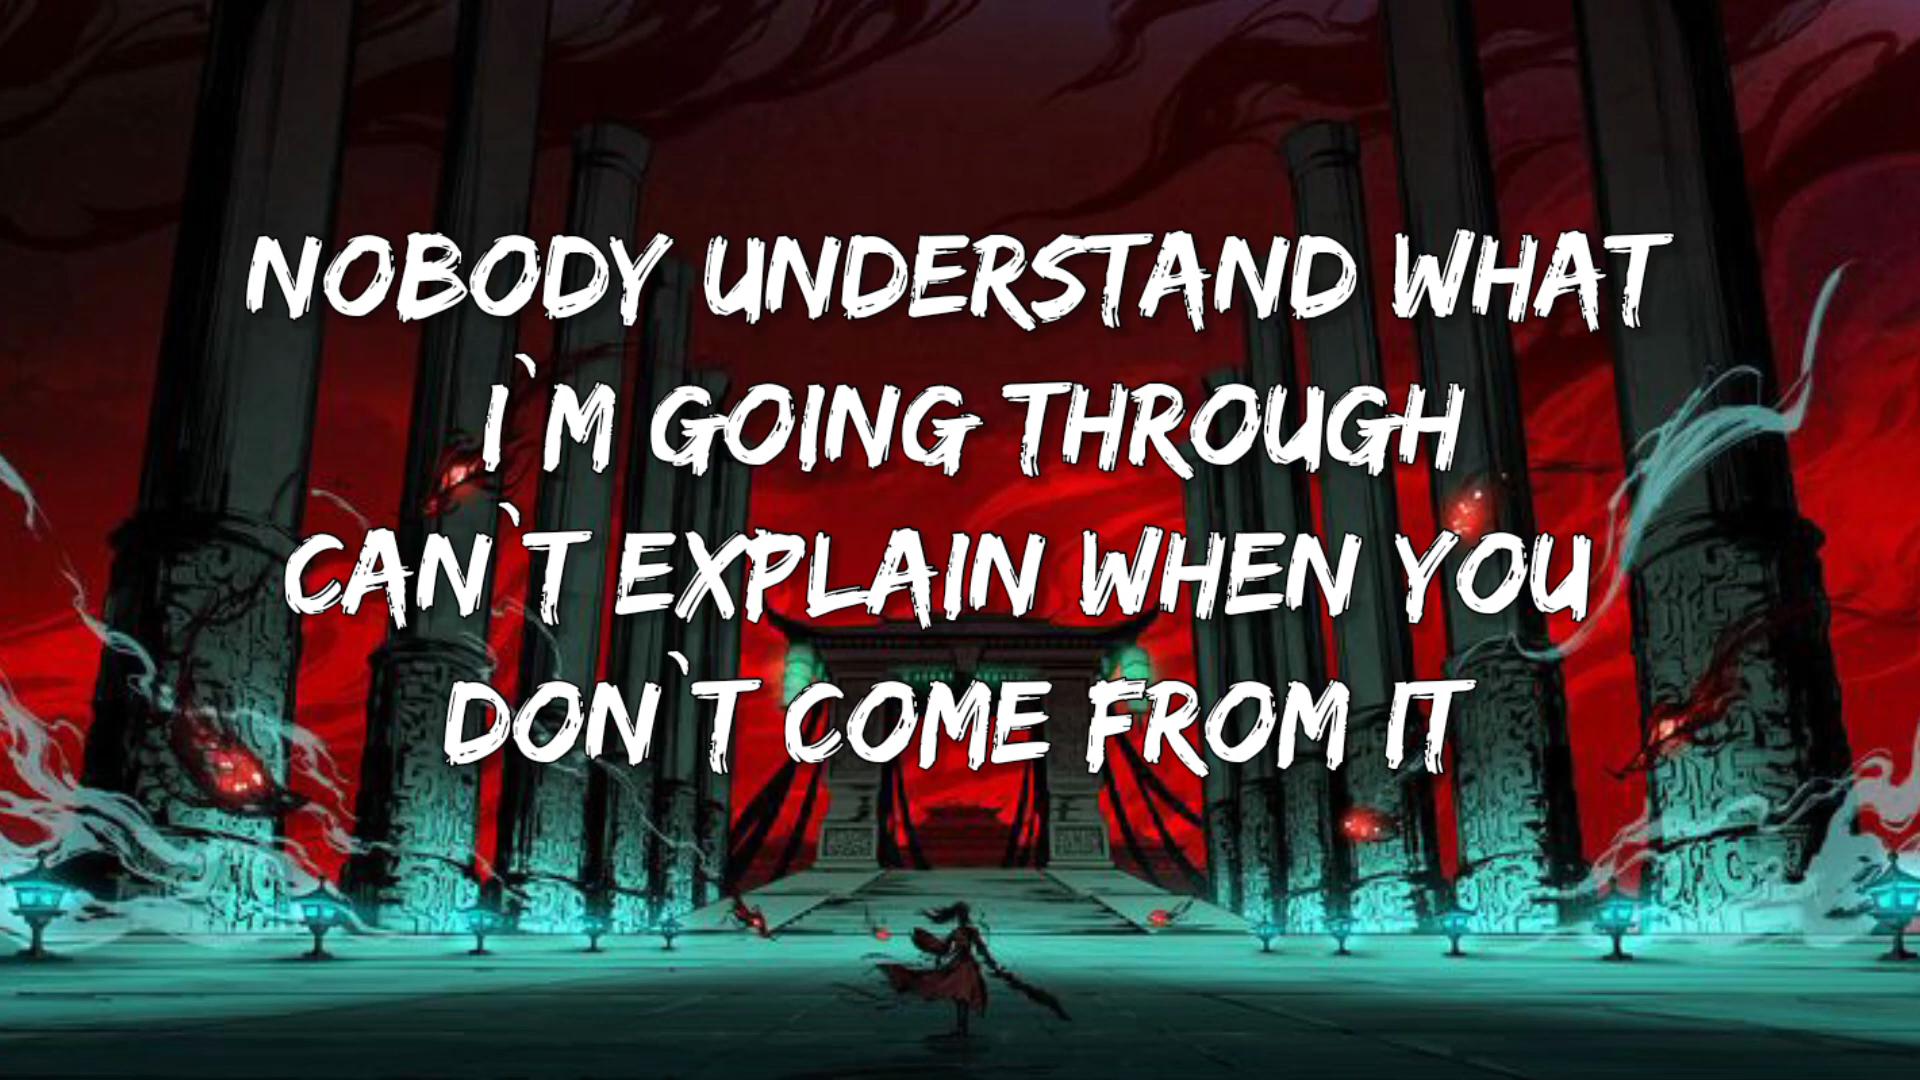 NOBODY UNDERSTAND WHAT
I`M GOING THROUGH
CAN`T EXPLAIN WHEN YOU
DON`T COME FROM IT